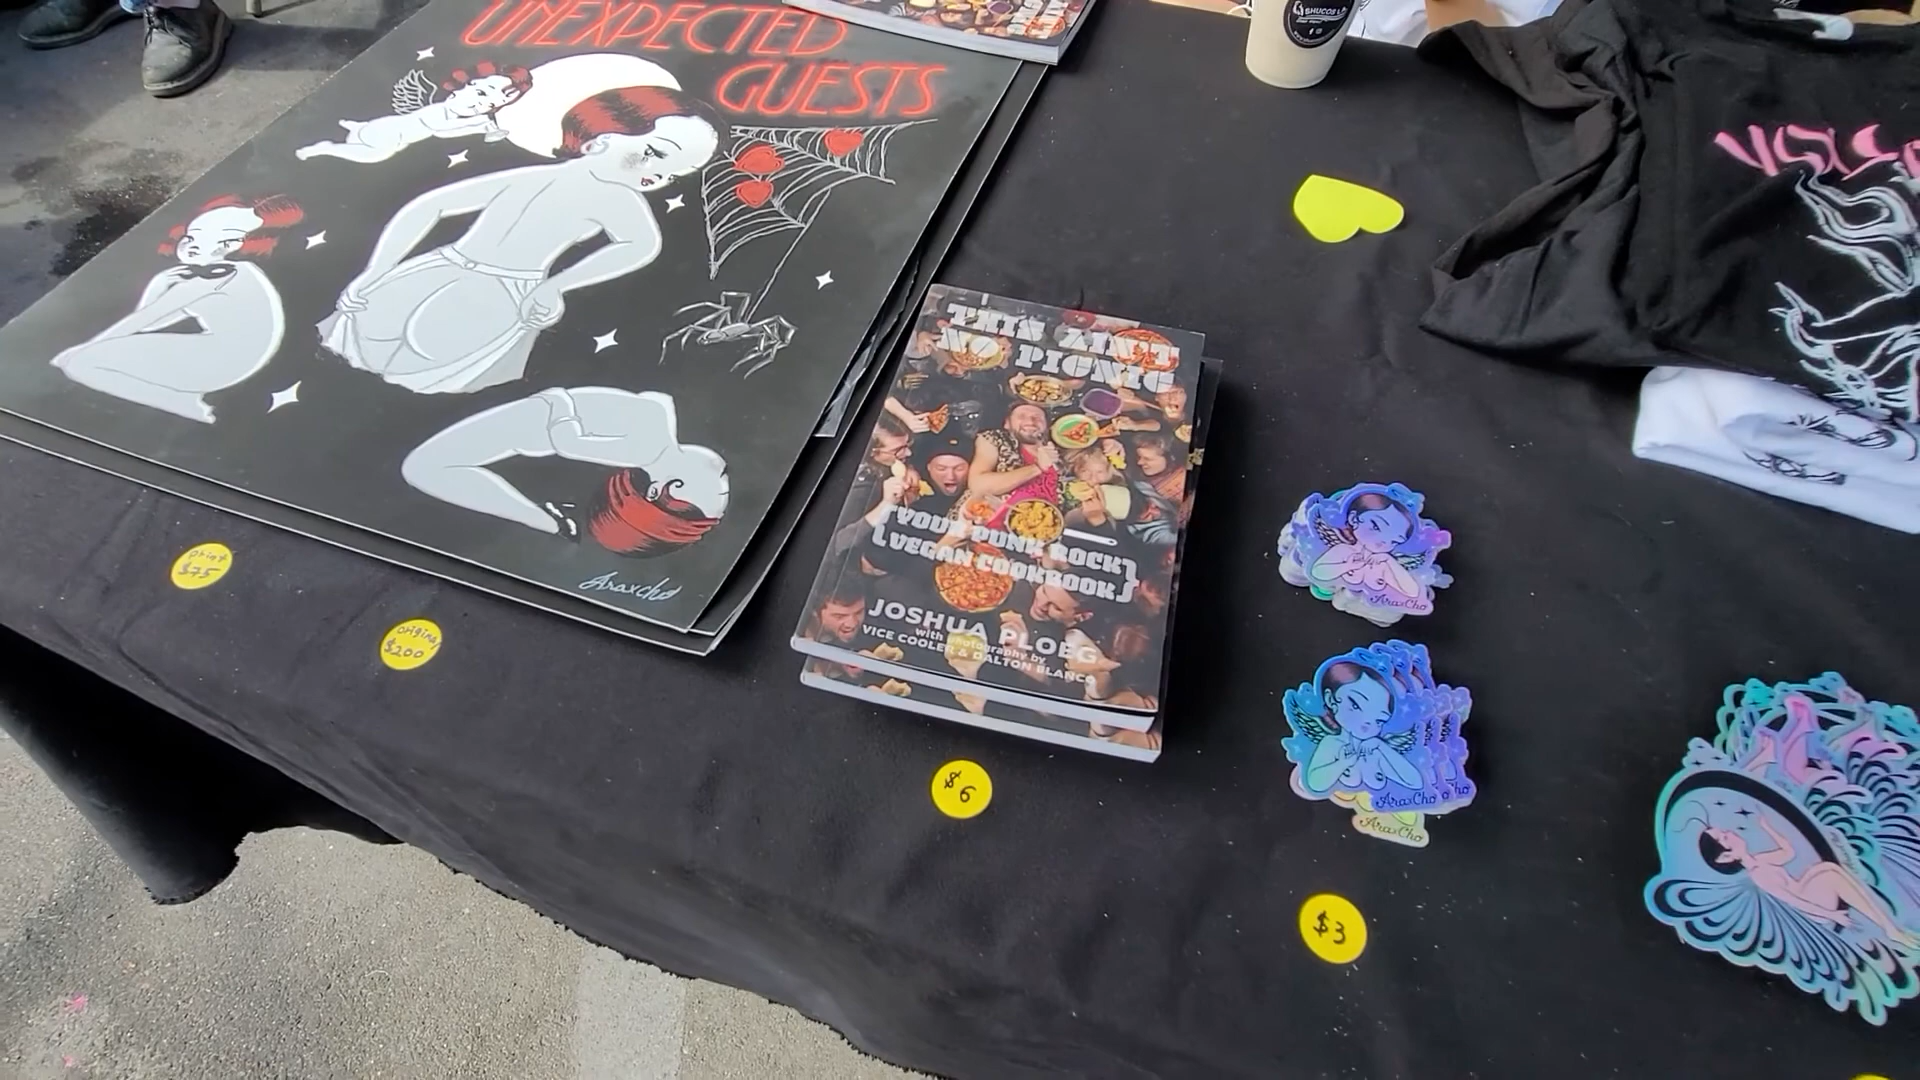 UNEXPECTED
GUESTS
AraxCho
print
$75
original
$200
THIS AIN'T
NO PICNIC
{YOUR PUNK ROCK}
{VEGAN COOKBOOK}
JOSHUA PLOEG
with photography by
VICE COOLER & DALTON BLANCO
$6
AraxCho
AraxCho
AraxCho
$3
SHUCOS